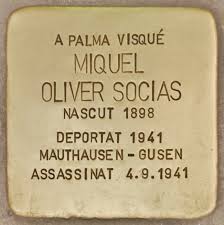 A PALMA VISQUÉ
MIQUEL
OLIVER SOCIAS
NASCUT 1898
DEPORTAT 1941
MAUTHAUSEN - GUSEN
ASSASSINAT 4.9.1941